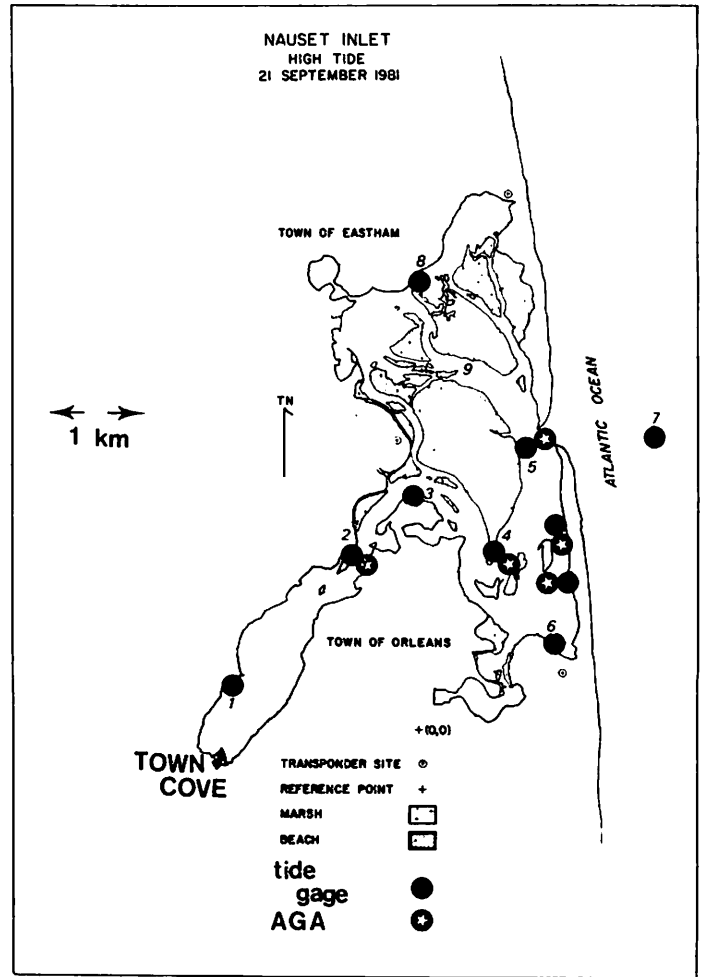 NAUSET INLET
HIGH TIDE
21 SEPTEMBER 1981
TOWN OF EASTHAM
8
9
TN
1 km
ATLANTIC OCEAN
7
5
3
4
2
6
TOWN OF ORLEANS
1
+(0,0)
TOWN
COVE
TRANSPONDER SITE
REFERENCE POINT +
MARSH
BEACH
tide
gage
AGA